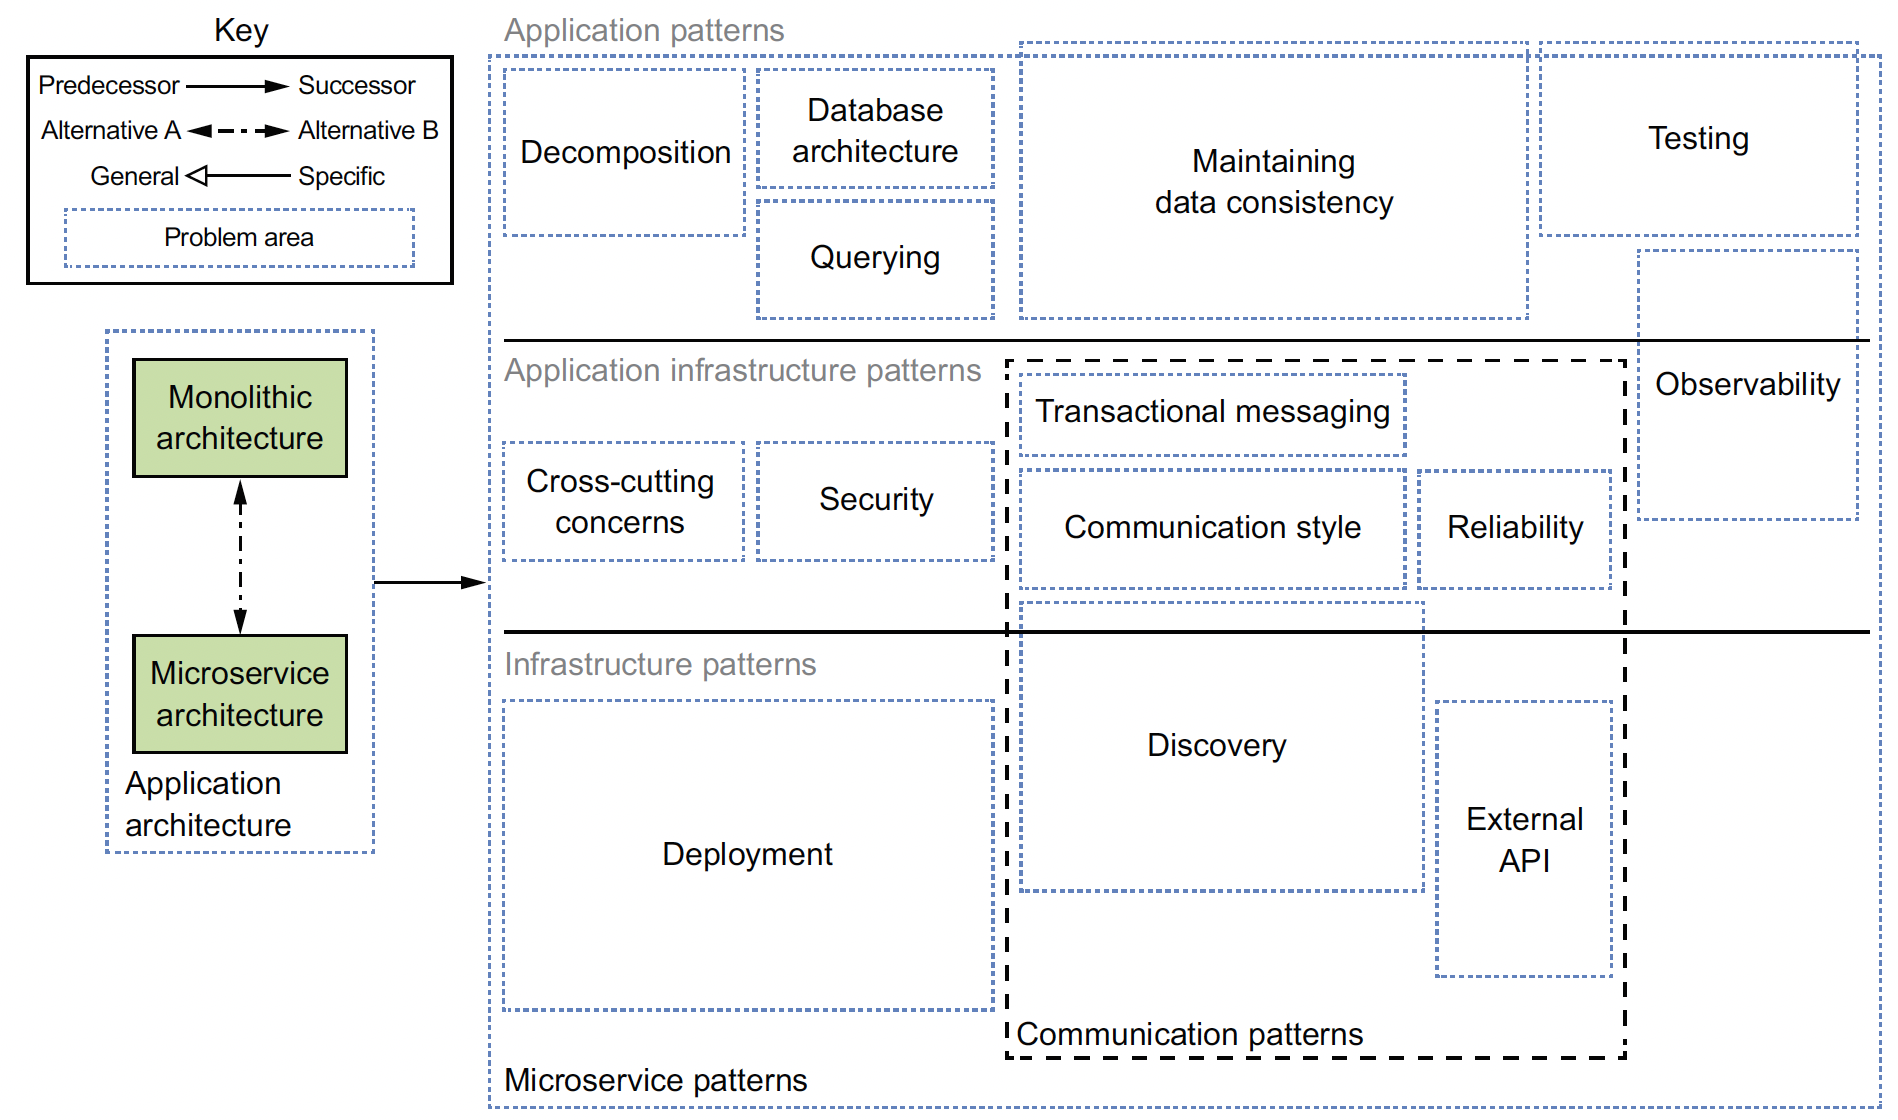 Key
Predecessor
Successor
Alternative A
Alternative B
General
Specific
Problem area
Monolithic
architecture
Microservice
architecture
Application
architecture
Application patterns
Decomposition
Database
architecture
Querying
Maintaining
data consistency
Testing
Observability
Application infrastructure patterns
Cross-cutting
concerns
Security
Transactional messaging
Communication style
Reliability
Infrastructure patterns
Deployment
Discovery
External
API
Communication patterns
Microservice patterns